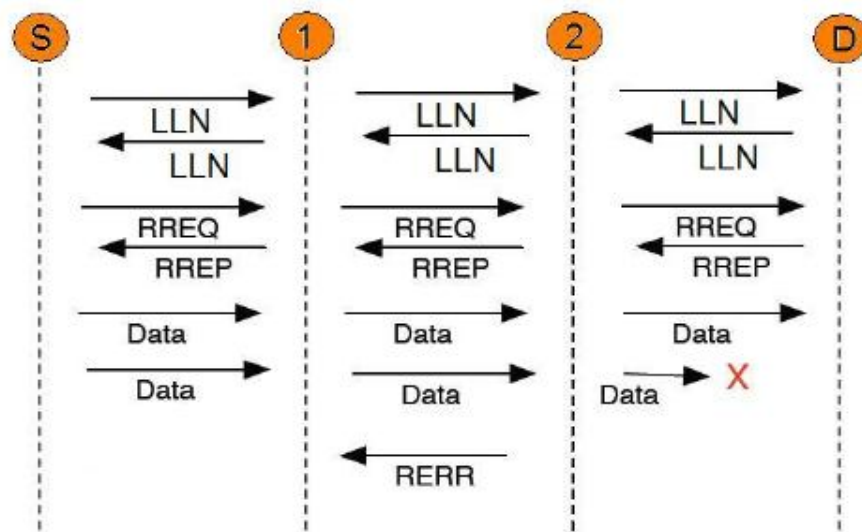 S 1 2 D
LLN LLN LLN
LLN LLN LLN
RREQ RREQ RREQ
RREP RREP RREP
Data Data Data
Data Data Data X
RERR